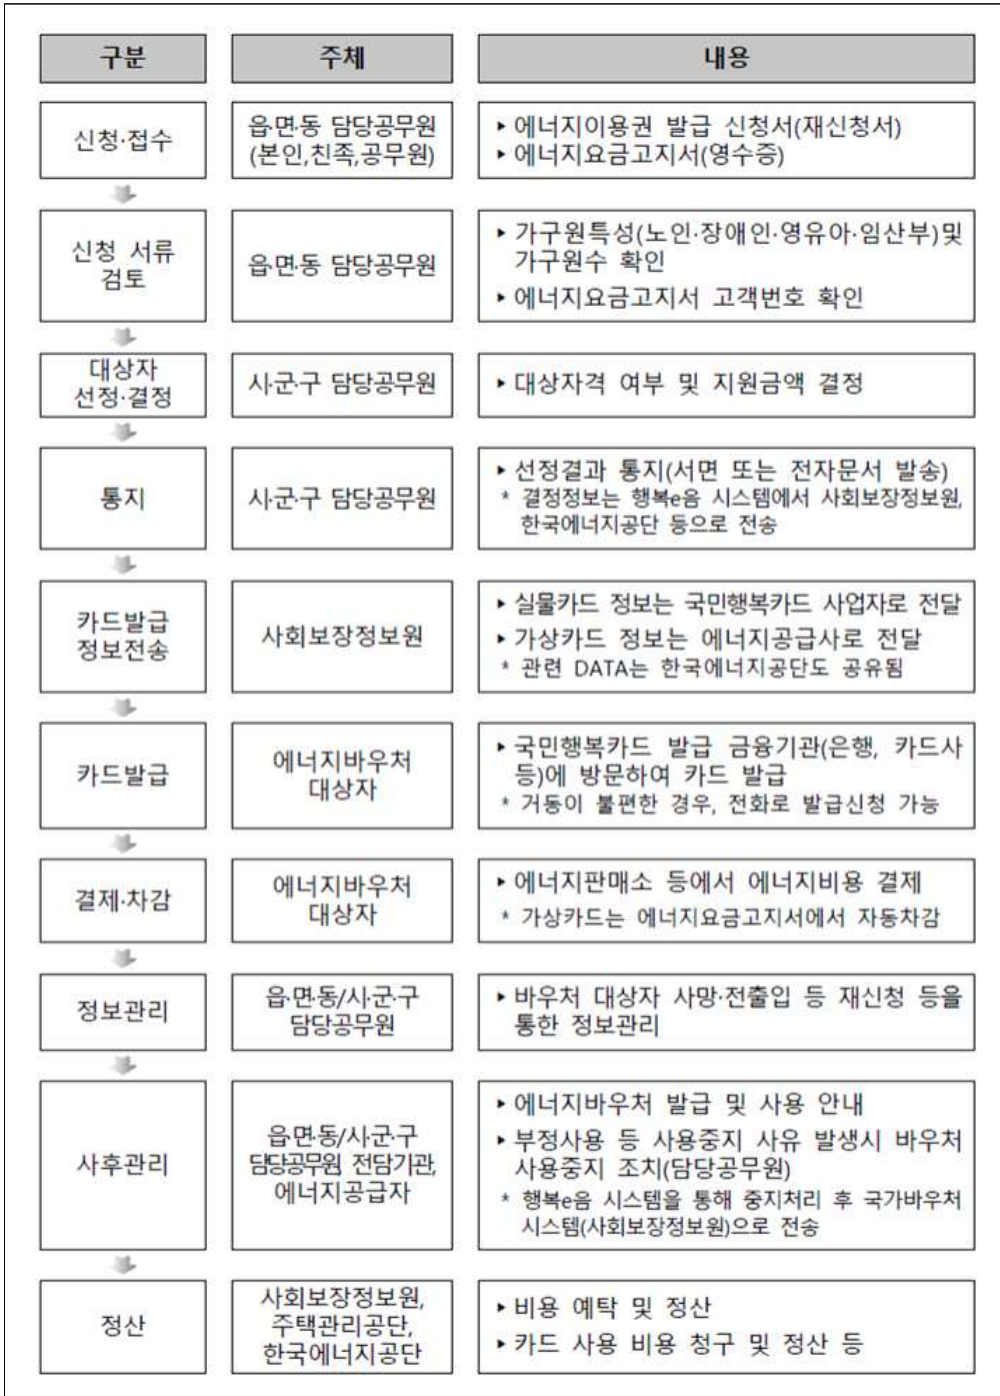 구분 주체 내용
신청·접수
읍·면·동 담당공무원
(본인,친족,공무원)
▸에너지이용권 발급 신청서(재신청서)
▸에너지요금고지서(영수증)
신청 서류
검토
읍·면·동 담당공무원
▸가구원특성(노인·장애인·영유아·임산부)및
가구원수 확인
▸에너지요금고지서 고객번호 확인
대상자
선정·결정
시·군·구 담당공무원
▸대상자격 여부 및 지원금액 결정
통지
시·군·구 담당공무원
▸선정결과 통지(서면 또는 전자문서 발송)
* 결정정보는 행복e음 시스템에서 사회보장정보원,
한국에너지공단 등으로 전송
카드발급
정보전송
사회보장정보원
▸실물카드 정보는 국민행복카드 사업자로 전달
▸가상카드 정보는 에너지공급사로 전달
* 관련 DATA는 한국에너지공단도 공유됨
카드발급
에너지바우처
대상자
▸국민행복카드 발급 금융기관(은행, 카드사
등)에 방문하여 카드 발급
* 거동이 불편한 경우, 전화로 발급신청 가능
결제·차감
에너지바우처
대상자
▸에너지판매소 등에서 에너지비용 결제
* 가상카드는 에너지요금고지서에서 자동차감
정보관리
읍·면·동/시·군·구
담당공무원
▸바우처 대상자 사망·전출입 등 재신청 등을
통한 정보관리
사후관리
읍·면·동/시·군·구
담당공무원, 전담기관,
에너지공급자
▸에너지바우처 발급 및 사용 안내
▸부정사용 등 사용중지 사유 발생시 바우처
사용중지 조치(담당공무원)
* 행복e음 시스템을 통해 중지처리 후 국가바우처
시스템(사회보장정보원)으로 전송
정산
사회보장정보원,
주택관리공단,
한국에너지공단
▸비용 예탁 및 정산
▸카드 사용 비용 청구 및 정산 등